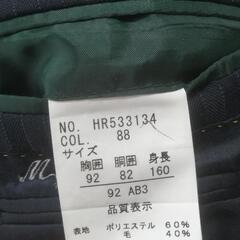 NO. HR533134
COL. 88
サイズ
胸囲 胴囲 身長
92 82 160
92 AB3
品質表示
表地 ポリエステル 60%
毛 40%